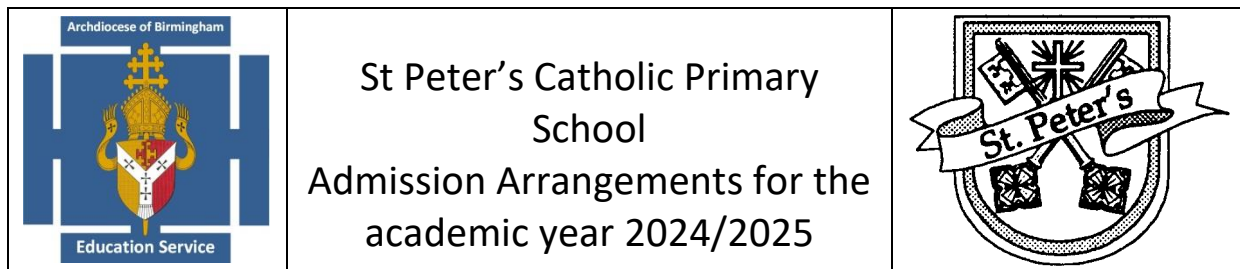 Archdiocese of Birmingham
Education Service
St Peter’s Catholic Primary
School
Admission Arrangements for the
academic year 2024/2025
St. Peter's